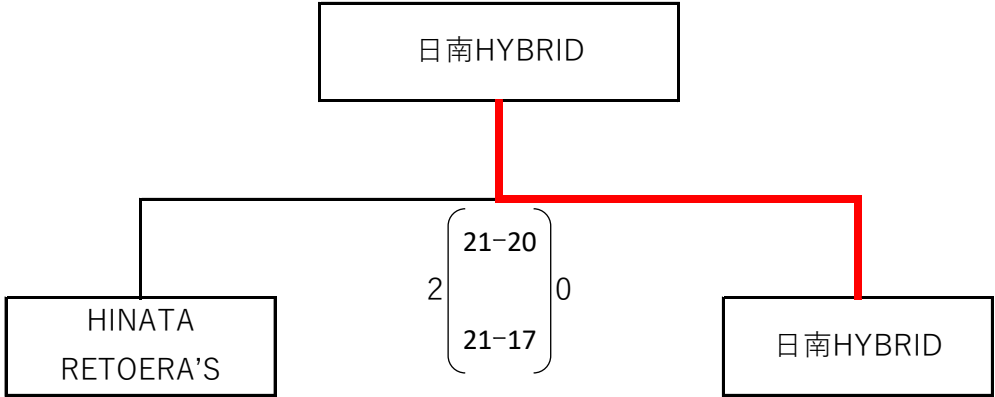 日南HYBRID
21-20
2
0
21-17
HINATA
RETOERA'S
日南HYBRID